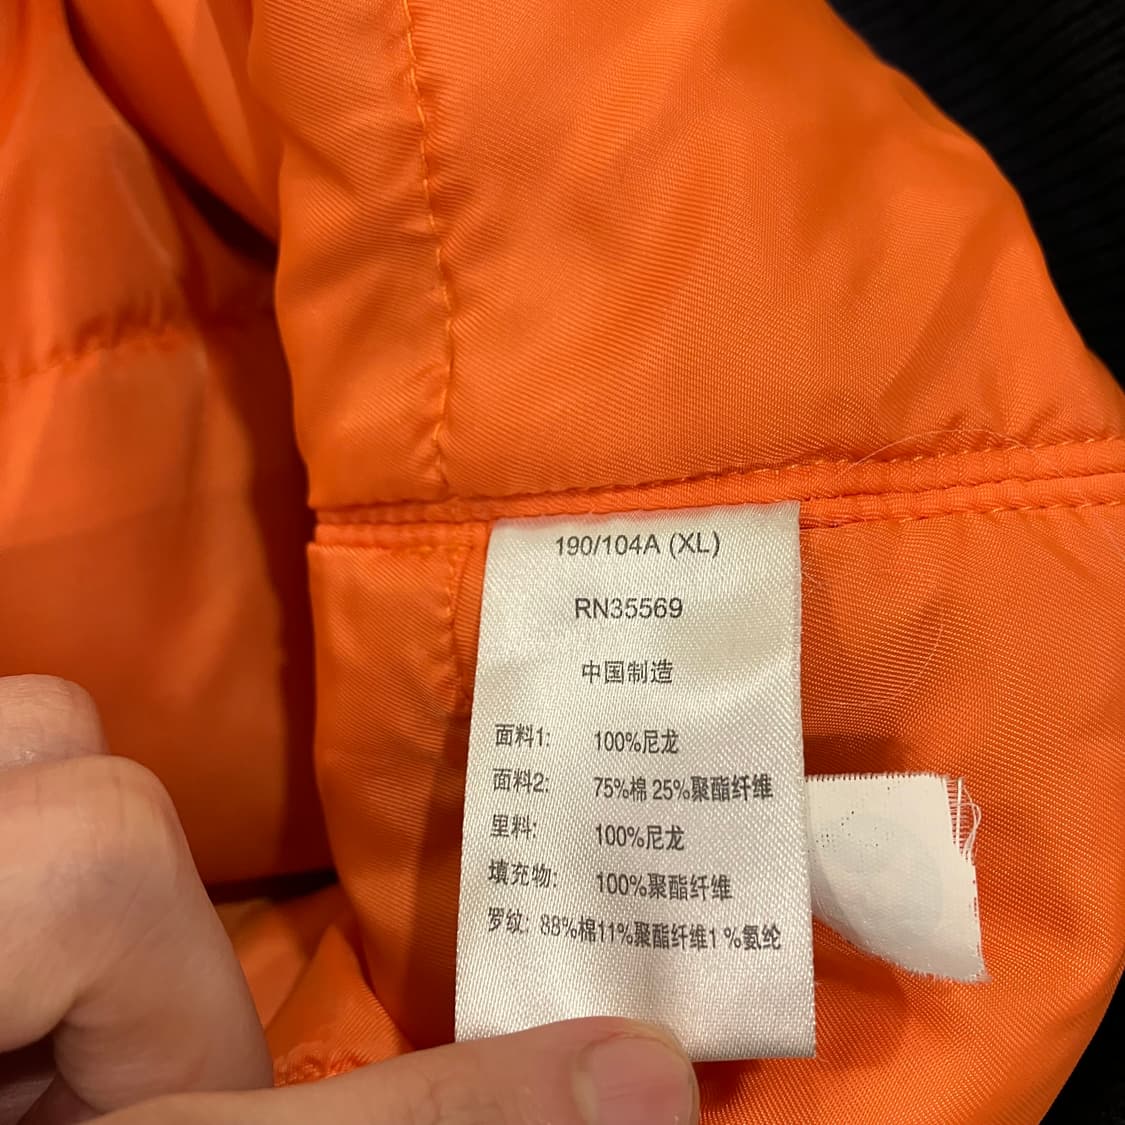 190/104A (XL)
RN35569
中国制造
面料1: 100%尼龙
面料2: 75%棉 25%聚酯纤维
里料: 100%尼龙
填充物: 100%聚酯纤维
罗纹: 88%棉11%聚酯纤维1 %氨纶